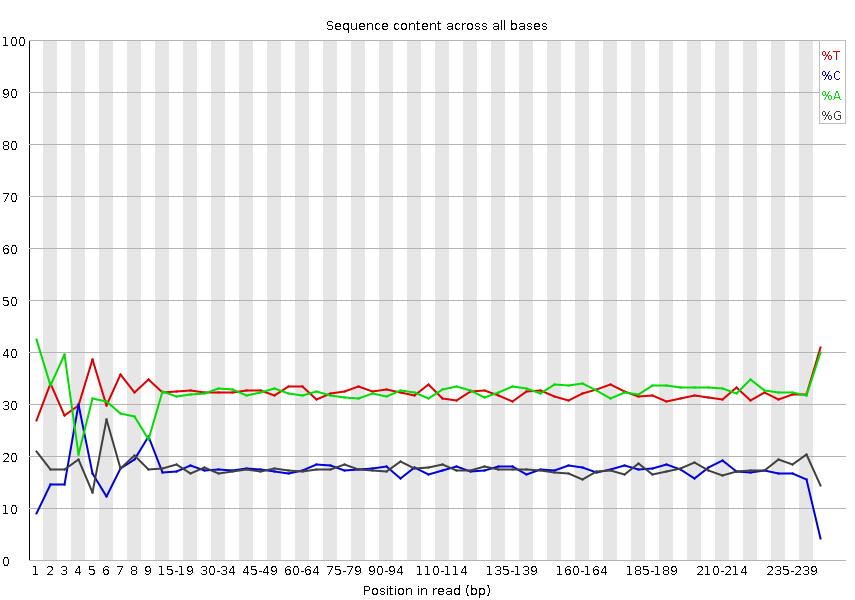 Sequence content across all bases
100
90
80
70
60
50
40
30
20
10
0
%T
%C
%A
%G
1 2 3 4 5 6 7 8 9 15-19 30-34 45-49 60-64 75-79 90-94 110-114 135-139 160-164 185-189 210-214 235-239
Position in read (bp)